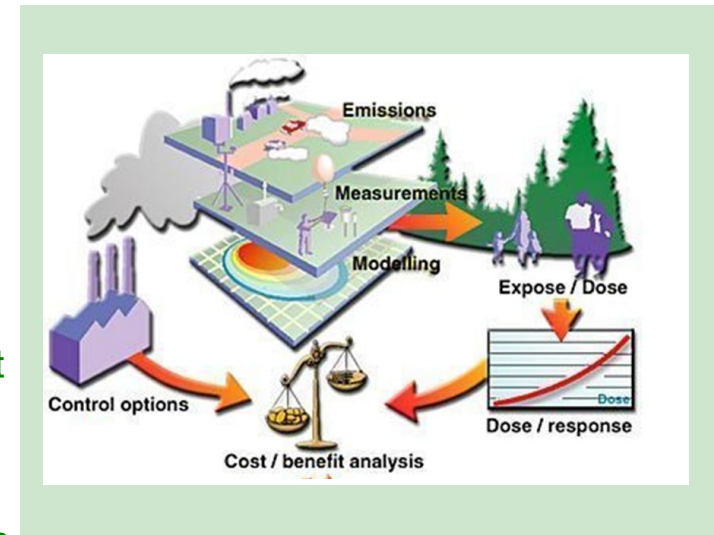 Emissions
Measurements
Modelling
Expose / Dose
Dose
Dose / response
Control options
Cost / benefit analysis
t